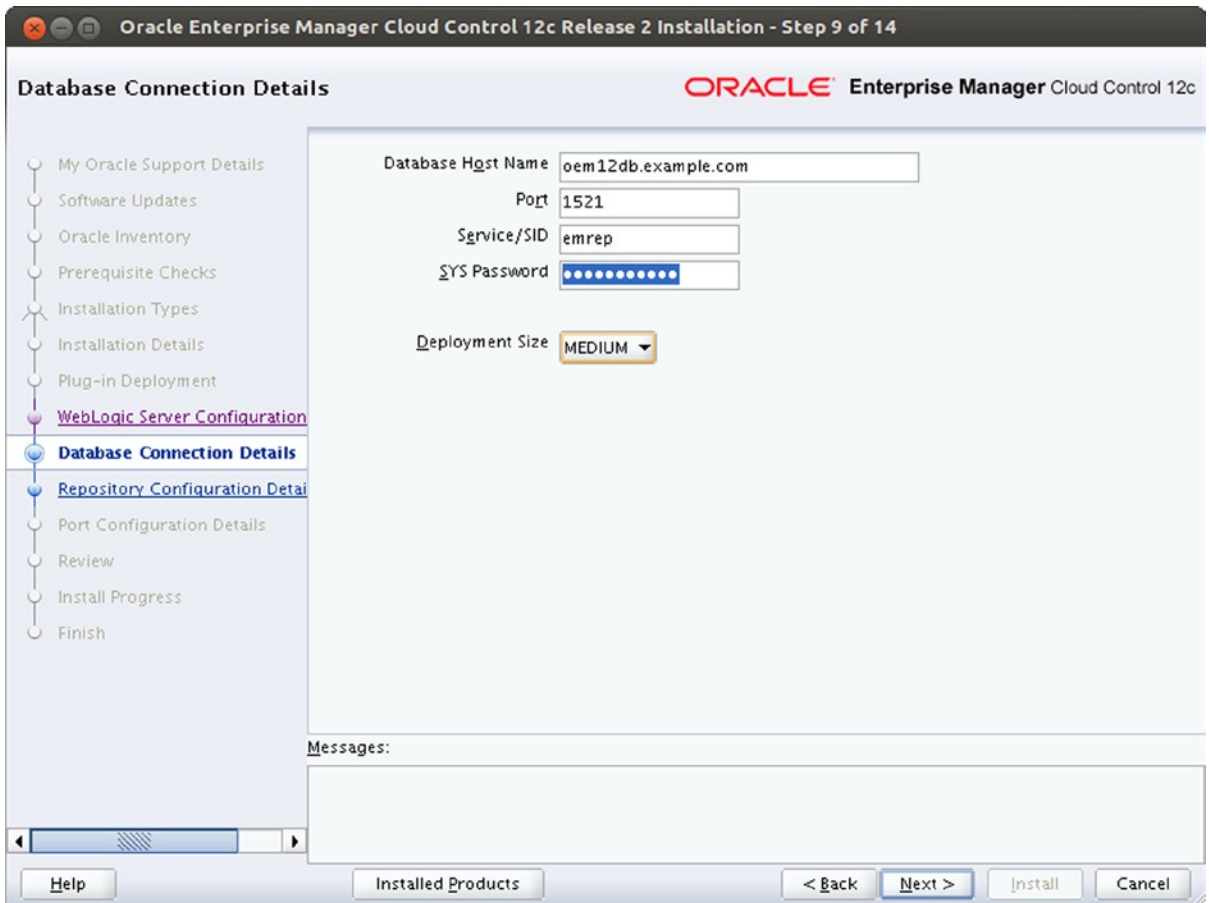 Oracle Enterprise Manager Cloud Control 12c Release 2 Installation - Step 9 of 14
Database Connection Details
ORACLE Enterprise Manager Cloud Control 12c
My Oracle Support Details
Software Updates
Oracle Inventory
Prerequisite Checks
Installation Types
Installation Details
Plug-in Deployment
WebLogic Server Configuration
Database Connection Details
Repository Configuration Detai
Port Configuration Details
Review
Install Progress
Finish
Database Host Name oem12db.example.com
Port 1521
Service/SID emrep
SYS Password •••••••••••
Deployment Size MEDIUM
Messages:
Help Installed Products < Back Next > Install Cancel